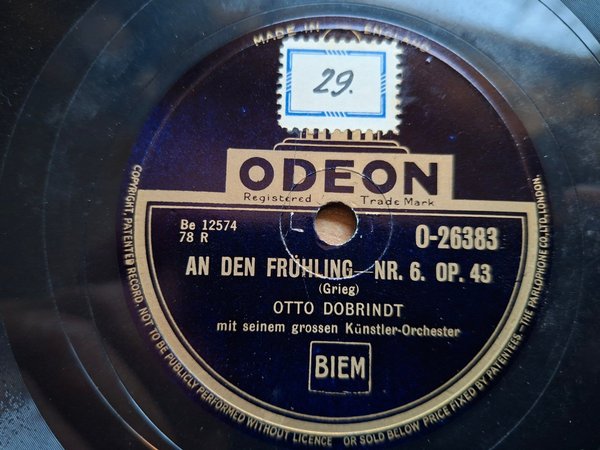 MADE IN ENGLAND
29.
ODEON
Registered Trade Mark
Be 12574
78 R
O-26383
AN DEN FRÜHLING—NR. 6. OP. 43
(Grieg)
OTTO DOBRINDT
mit seinem grossen Künstler-Orchester
BIEM
COPYRIGHT, PATENTED RECORD. NOT TO BE PUBLICLY PERFORMED WITHOUT LICENCE OR SOLD BELOW PRICE FIXED BY PATENTEES.—THE PARLOPHONE CO. LTD. LONDON.